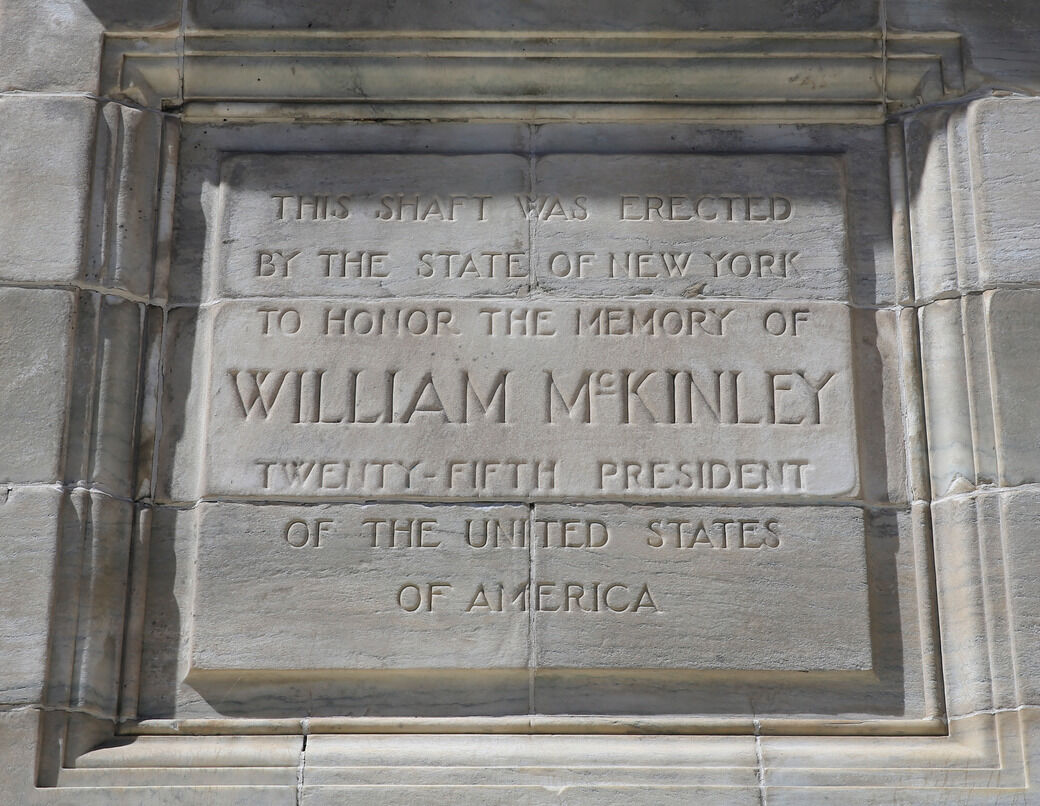 THIS SHAFT WAS ERECTED
BY THE STATE OF NEW YORK
TO HONOR THE MEMORY OF
WILLIAM McKINLEY
TWENTY-FIFTH PRESIDENT
OF THE UNITED STATES
OF AMERICA